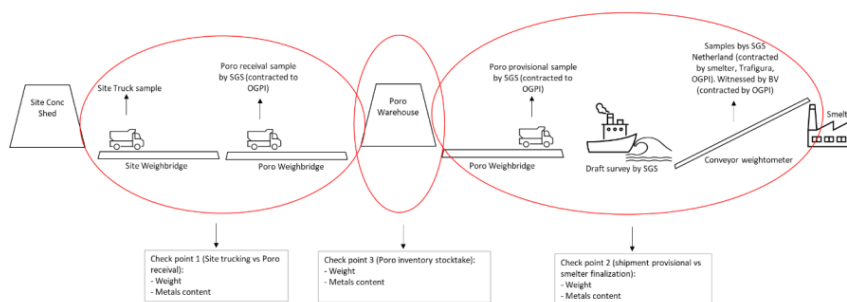 Site Conc
Shed
Site Truck sample
Site Weighbridge
Poro receival sample
by SGS (contracted to
OGPI)
Poro Weighbridge
Poro
Warehouse
Poro provisional sample
by SGS (contracted to
OGPI)
Poro Weighbridge
Draft survey by SGS
Samples bys SGS
Netherland (contracted
by smelter, Trafigura,
OGPI). Witnessed by BV
(contracted by OGPI)
Conveyor weightometer
Smelt
Check point 1 (Site trucking vs Poro
receival):
- Weight
- Metals content
Check point 3 (Poro inventory stocktake):
- Weight
- Metals content
Check point 2 (shipment provisional vs
smelter finalization):
- Weight
- Metals content